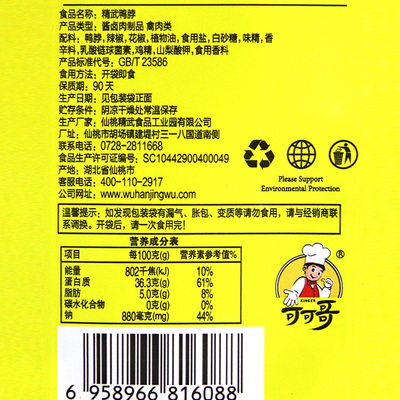 食品名称：精武鸭脖
产品类型：酱卤肉制品 禽肉类
配料：鸭脖，辣椒，花椒，植物油，食用盐，白砂糖，味精，香
辛料，乳酸链球菌素，鸡精，山梨酸钾，食用香料
产品标准代号：GB/T 23586
食用方法：开袋即食
保质期：90 天
生产日期：见包装袋正面
贮存条件：阴凉干燥处常温保存
生产厂家：仙桃精武食品工业园有限公司
厂址：仙桃市胡场镇建堤村三一八国道南侧
联系电话：0728-2811668
食品生产许可证编号：SC10442900400049
产地：湖北省仙桃市
客服电话：400-110-2917
公司网址：www.wuhanjingwu.com
Please Support
Environmental Protection
温馨提示：如发现包装袋有漏气、胀包、变质等请勿食用，请与经销商联
系调换。开袋后，请一次食用完！
营养成分表
项目 每100克(g) 营养素参考值%
能量 802千焦(kJ) 10%
蛋白质 36.3克(g) 61%
脂肪 5.0克(g) 8%
碳水化合物 0克(g) 0%
钠 880毫克(mg) 44%
®
可可哥
6 958966 816088